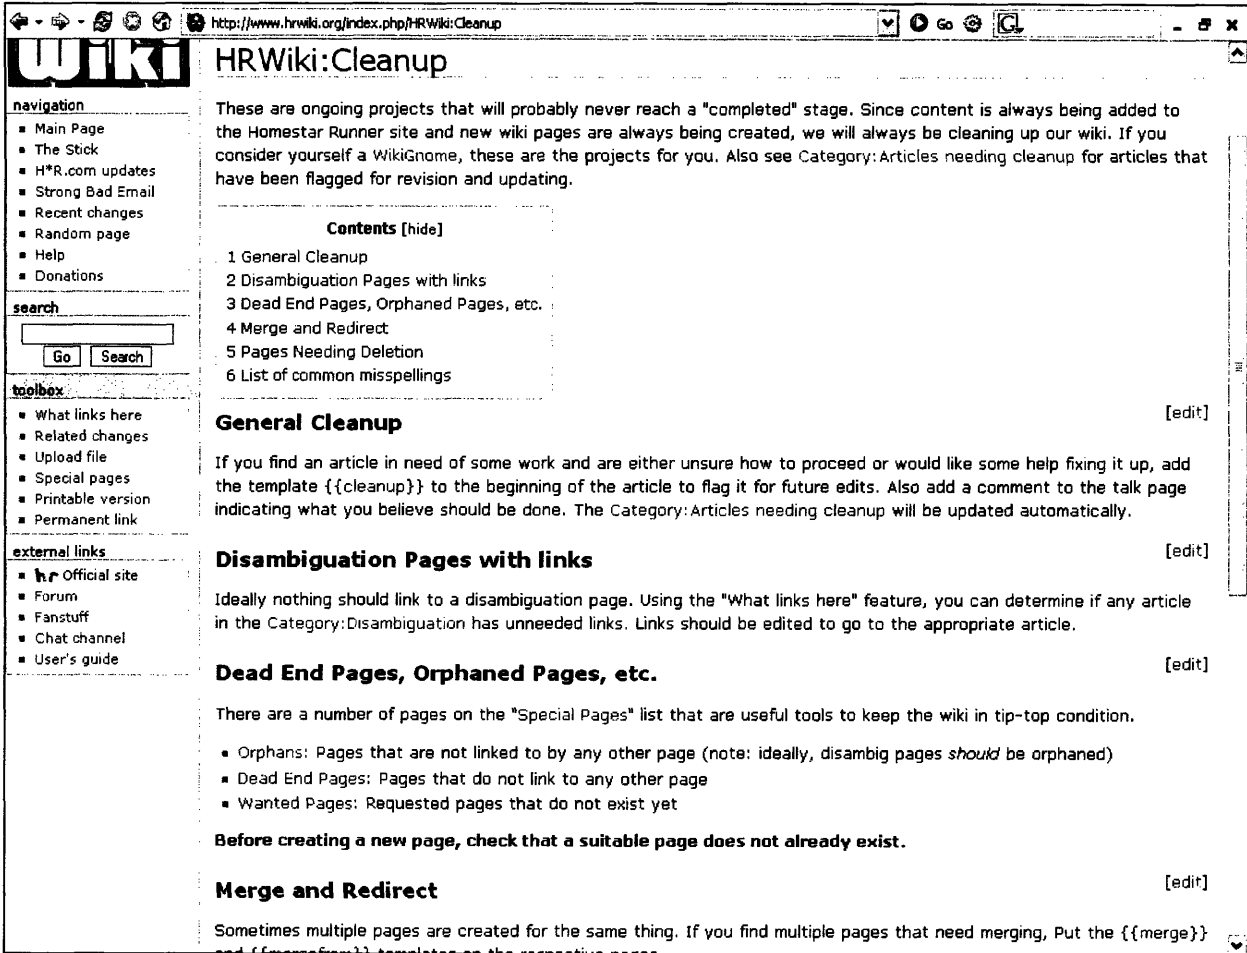 http://www.hrwiki.org/index.php/HRWiki:Cleanup
Go
G
Wiki
navigation
Main Page
The Stick
H*R.com updates
Strong Bad Email
Recent changes
Random page
Help
Donations
search
Go Search
toolbox
What links here
Related changes
Upload file
Special pages
Printable version
Permanent link
external links
hr Official site
Forum
Fanstuff
Chat channel
User's guide
HRWiki:Cleanup
These are ongoing projects that will probably never reach a "completed" stage. Since content is always being added to
the Homestar Runner site and new wiki pages are always being created, we will always be cleaning up our wiki. If you
consider yourself a WikiGnome, these are the projects for you. Also see Category:Articles needing cleanup for articles that
have been flagged for revision and updating.
Contents [hide]
1 General Cleanup
2 Disambiguation Pages with links
3 Dead End Pages, Orphaned Pages, etc.
4 Merge and Redirect
5 Pages Needing Deletion
6 List of common misspellings
General Cleanup [edit]
If you find an article in need of some work and are either unsure how to proceed or would like some help fixing it up, add
the template {{cleanup}} to the beginning of the article to flag it for future edits. Also add a comment to the talk page
indicating what you believe should be done. The Category:Articles needing cleanup will be updated automatically.
Disambiguation Pages with links [edit]
Ideally nothing should link to a disambiguation page. Using the "What links here" feature, you can determine if any article
in the Category:Disambiguation has unneeded links. Links should be edited to go to the appropriate article.
Dead End Pages, Orphaned Pages, etc. [edit]
There are a number of pages on the "Special Pages" list that are useful tools to keep the wiki in tip-top condition.
Orphans: Pages that are not linked to by any other page (note: ideally, disambig pages should be orphaned)
Dead End Pages: Pages that do not link to any other page
Wanted Pages: Requested pages that do not exist yet
Before creating a new page, check that a suitable page does not already exist.
Merge and Redirect [edit]
Sometimes multiple pages are created for the same thing. If you find multiple pages that need merging, Put the {{merge}}
and {{mergefrom}} templates on the respective pages.